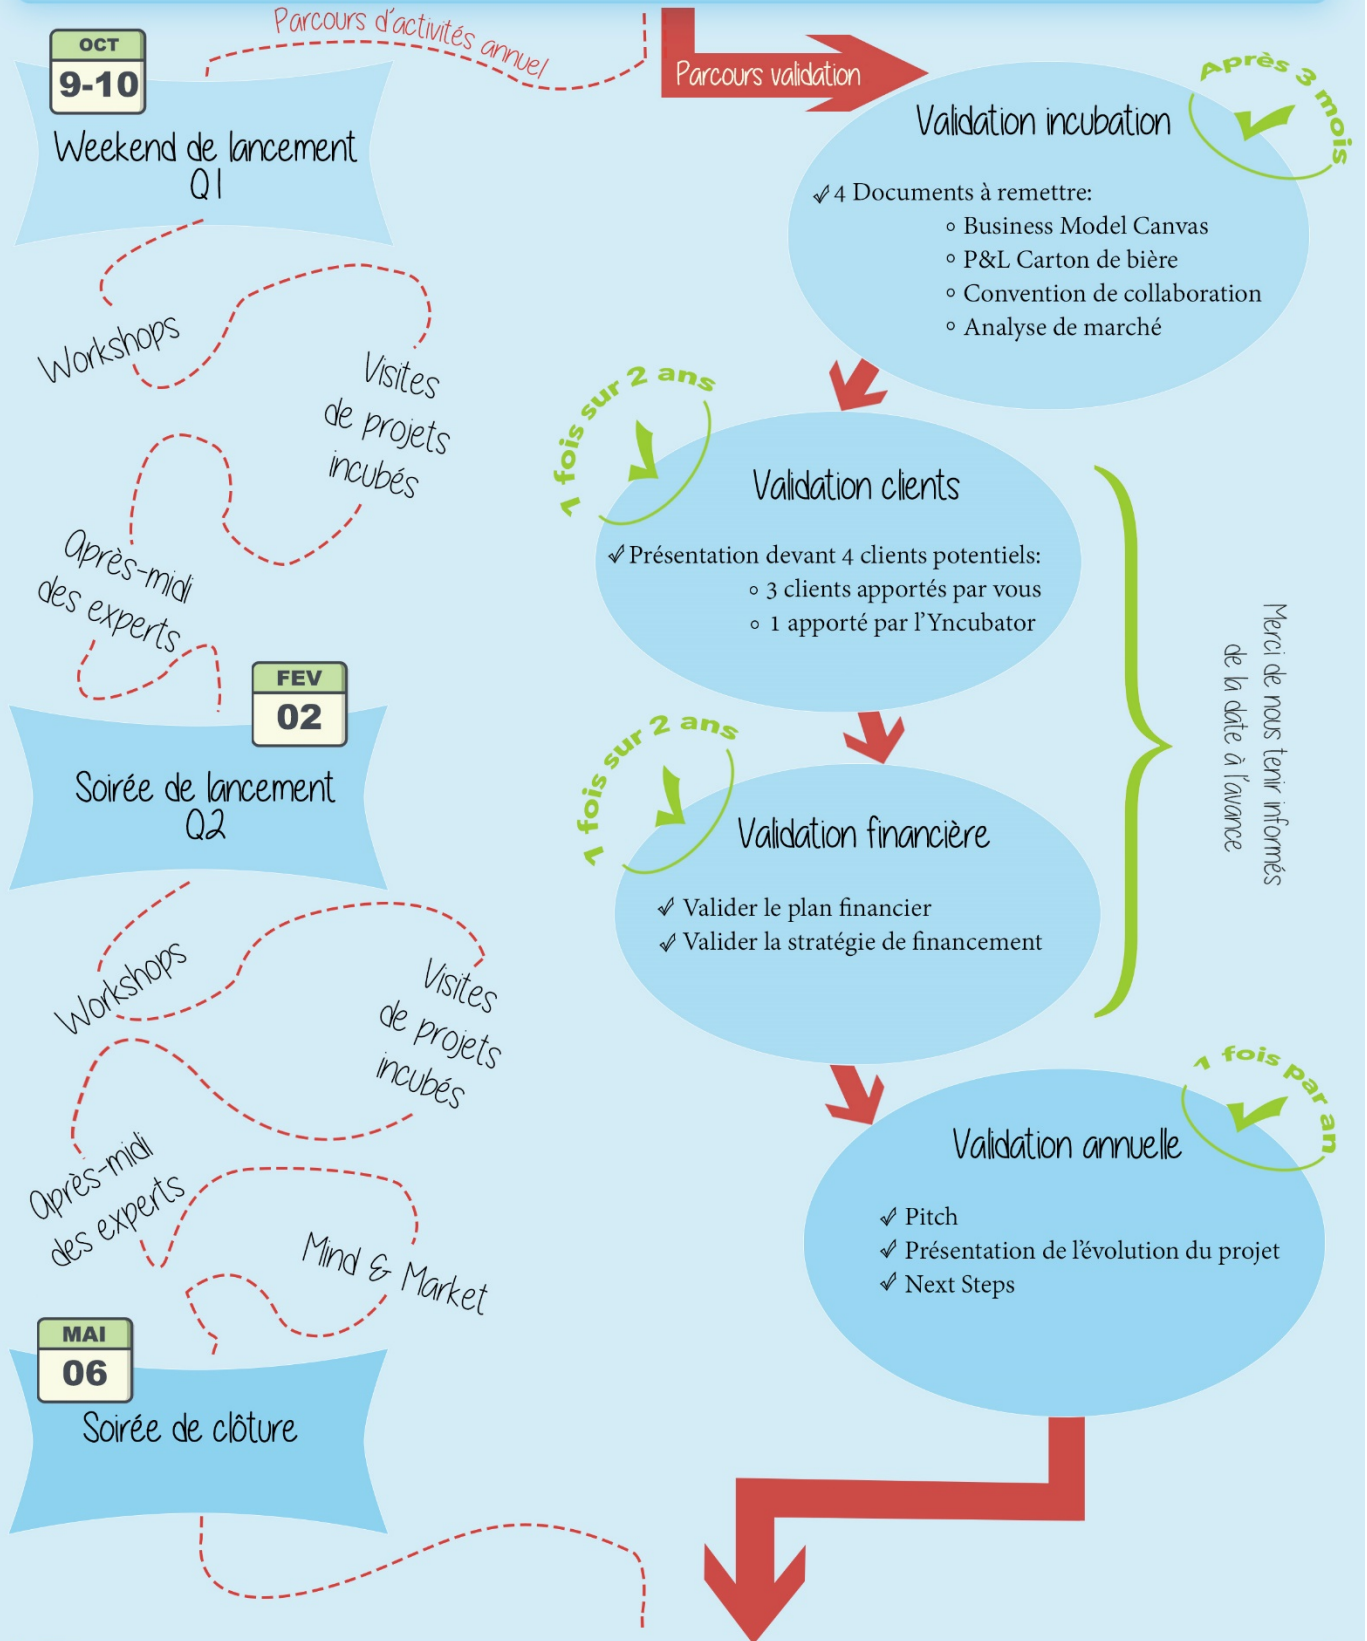 Parcours d'activités annuel
OCT
9-10
Weekend de lancement
Q1
Workshops
Visites
de projets
incubés
Après-midi
des experts
FEV
02
Soirée de lancement
Q2
Workshops
Visites
de projets
incubés
Après-midi
des experts
Mind & Market
MAI
06
Soirée de clôture
Parcours validation
Après 3 mois
Validation incubation
✓ 4 Documents à remettre:
○ Business Model Canvas
○ P&L Carton de bière
○ Convention de collaboration
○ Analyse de marché
1 fois sur 2 ans
Validation clients
✓ Présentation devant 4 clients potentiels:
○ 3 clients apportés par vous
○ 1 apporté par l'Yncubator
1 fois sur 2 ans
Validation financière
✓ Valider le plan financier
✓ Valider la stratégie de financement
Merci de nous tenir informés
de la date à l'avance
1 fois par an
Validation annuelle
✓ Pitch
✓ Présentation de l'évolution du projet
✓ Next Steps